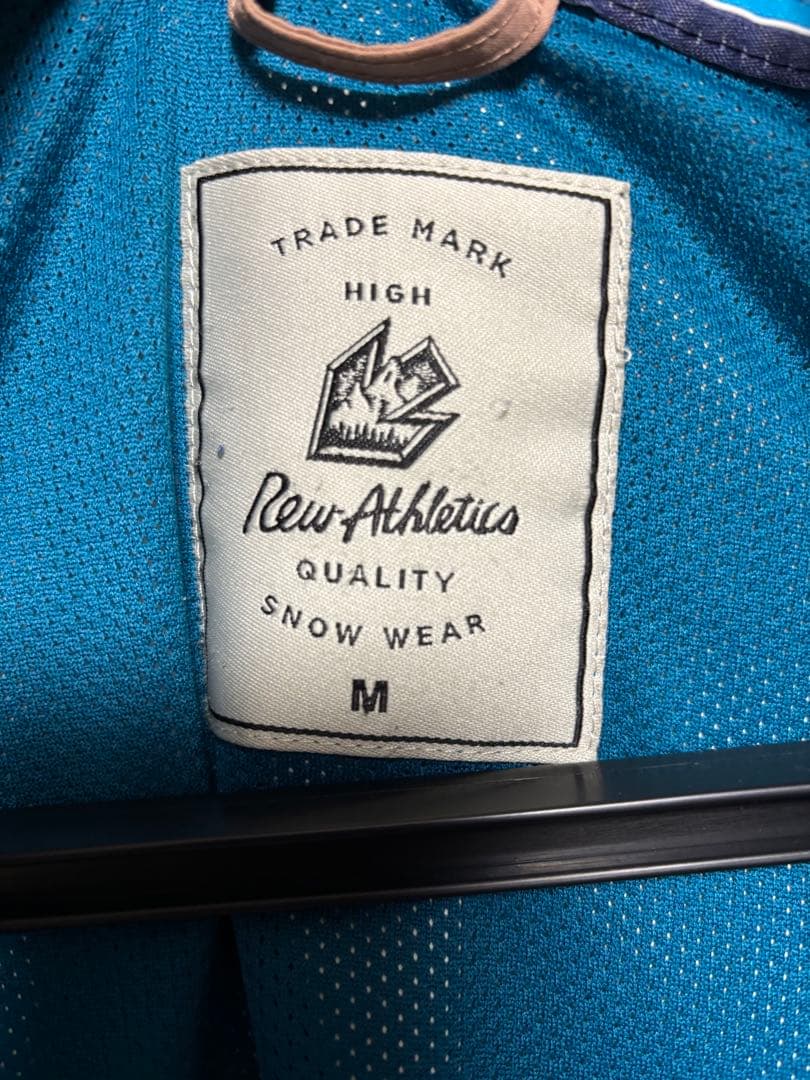 TRADE MARK
HIGH
Rew-Athletics
QUALITY
SNOW WEAR
M